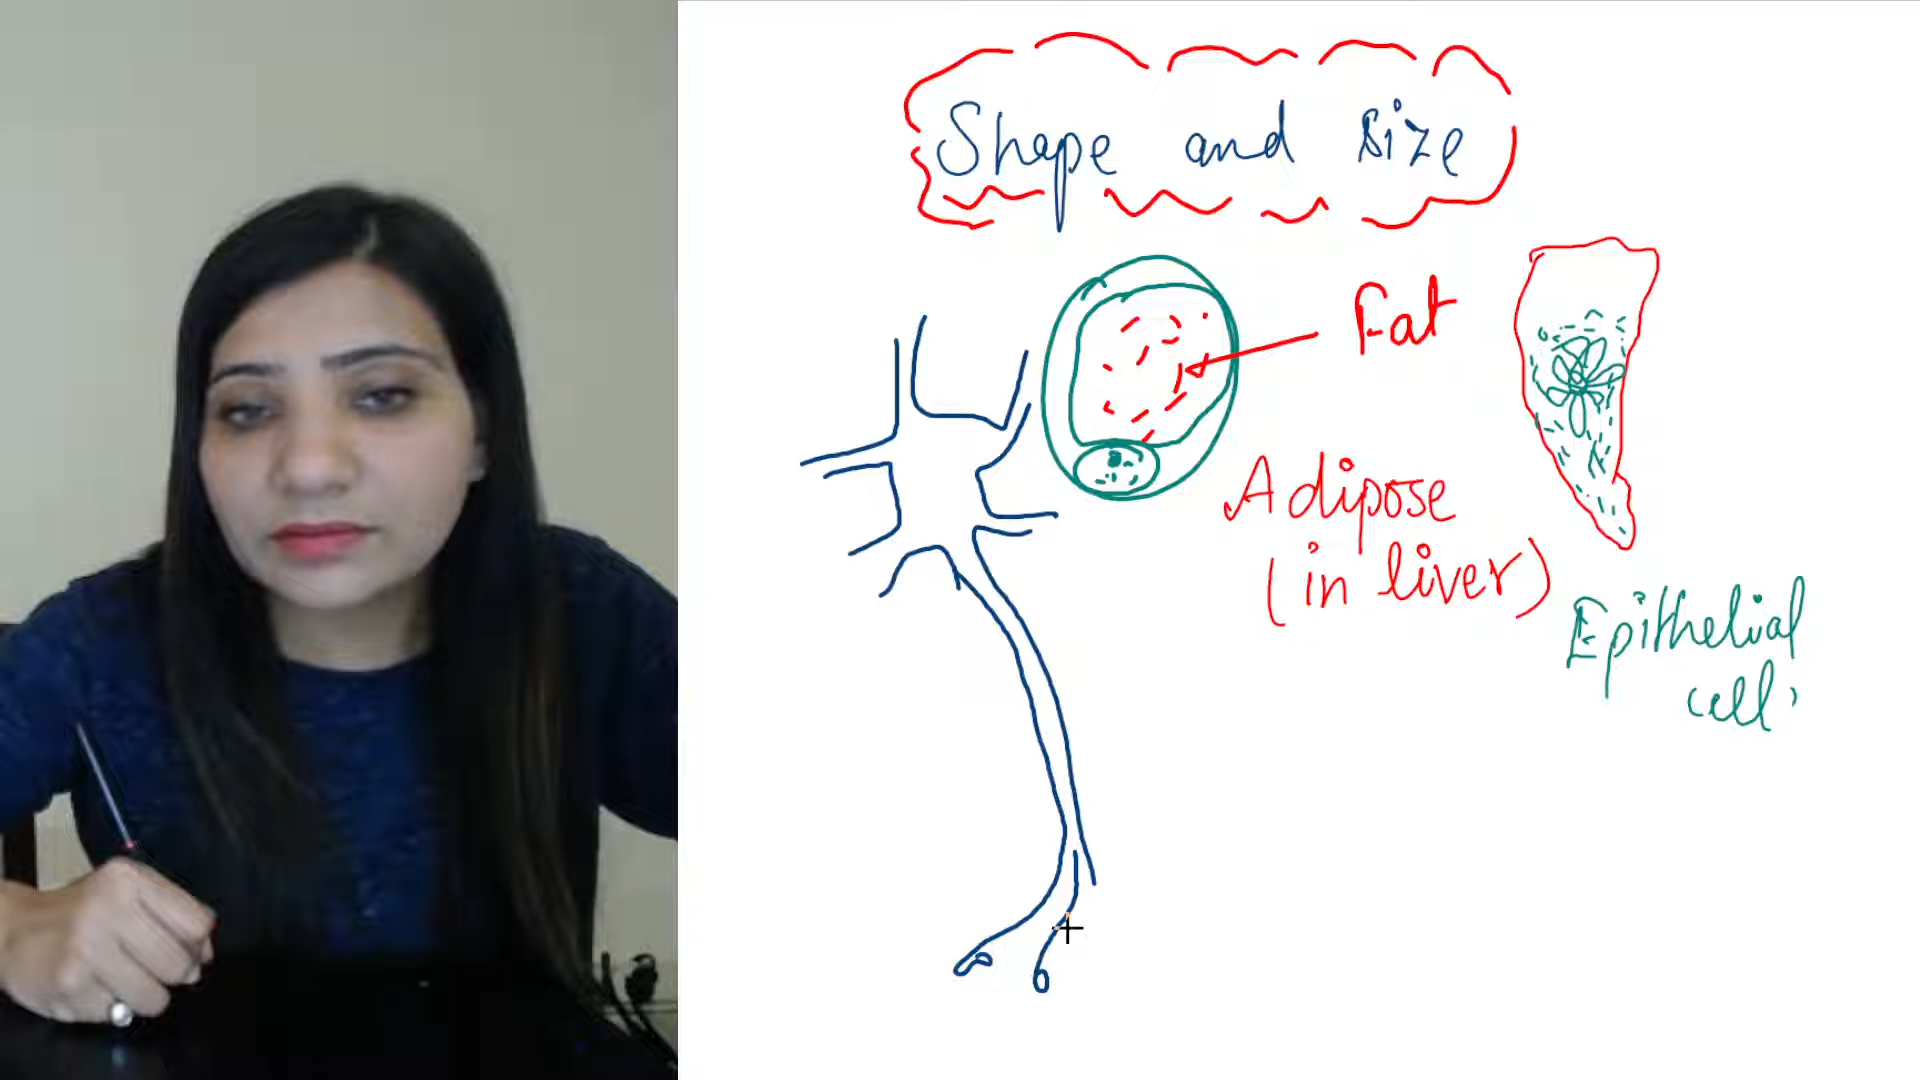 Shape and size
Fat
Adipose
(in liver)
Epithelial
cell